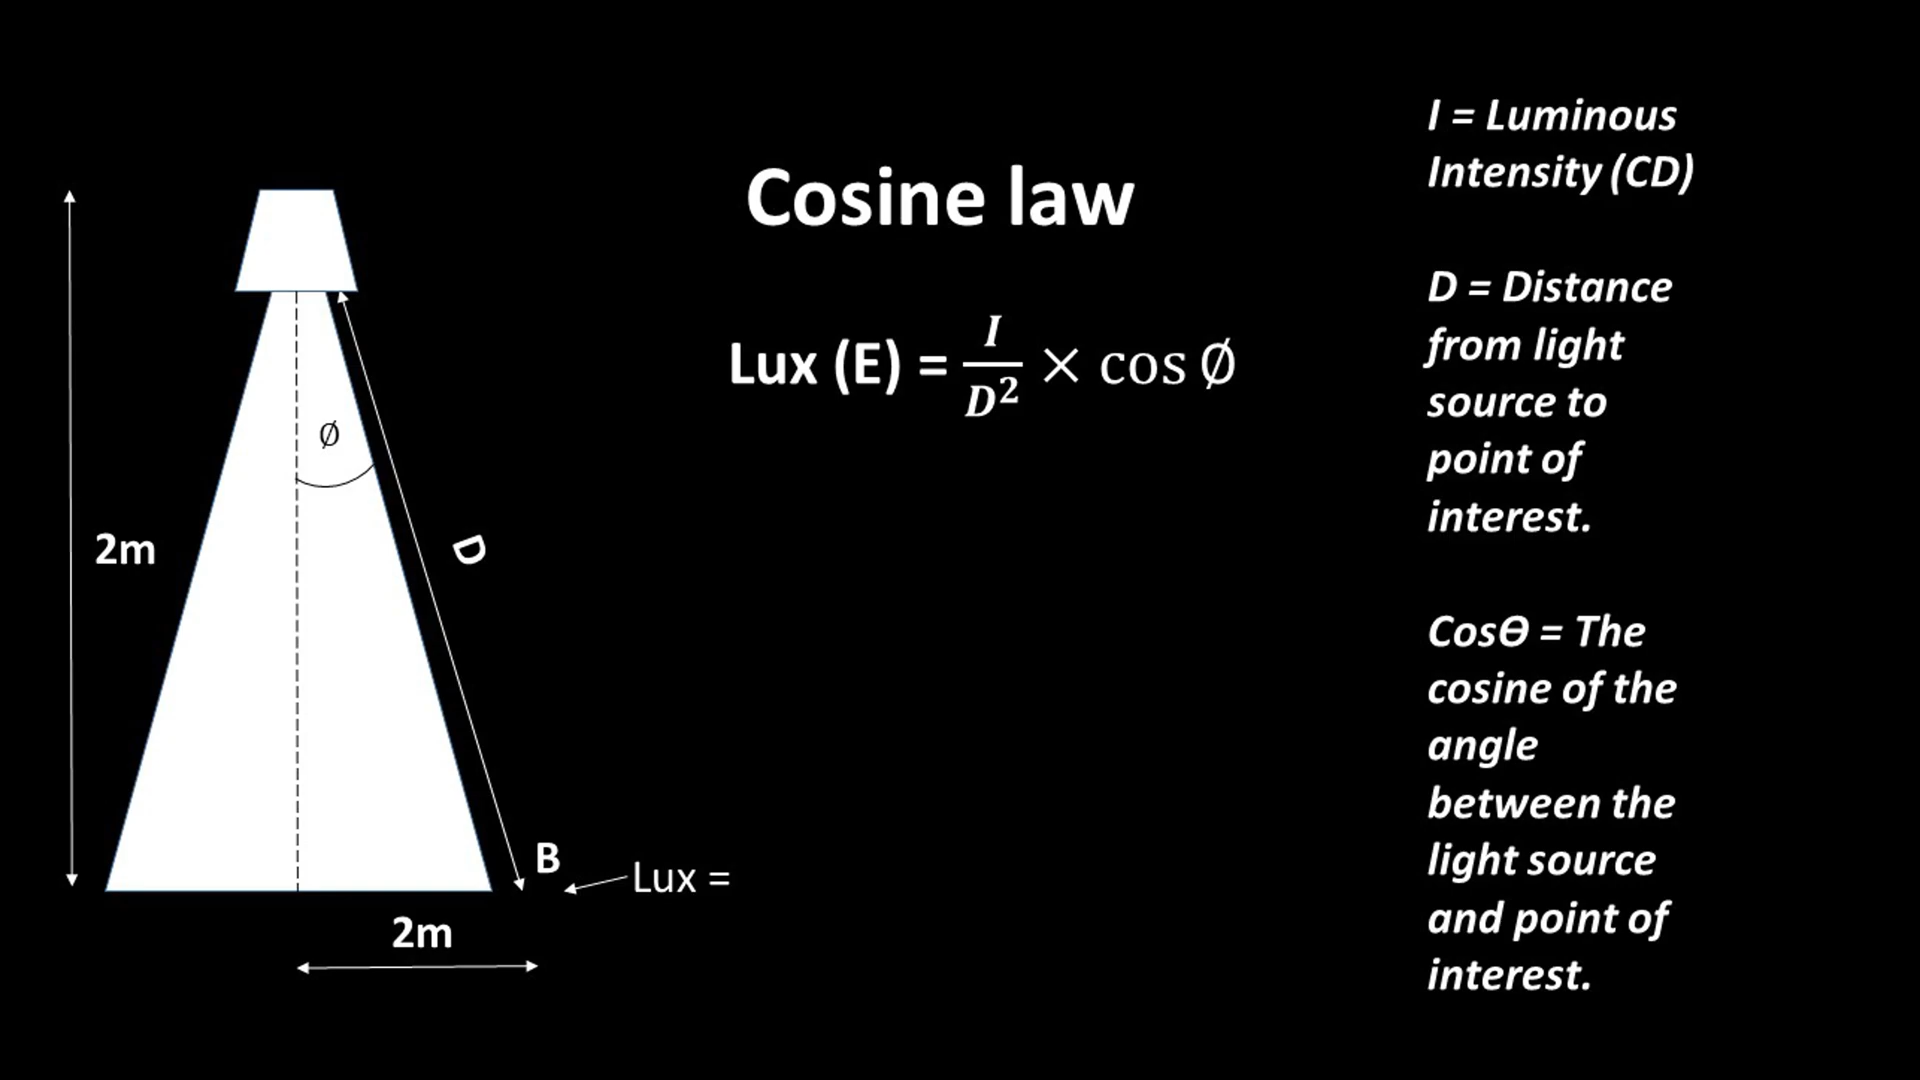 Cosine law
Lux (E) = I/D² × cos ∅
I = Luminous
Intensity (CD)
D = Distance
from light
source to
point of
interest.
CosΘ = The
cosine of the
angle
between the
light source
and point of
interest.
∅
D
2m
B
Lux =
2m